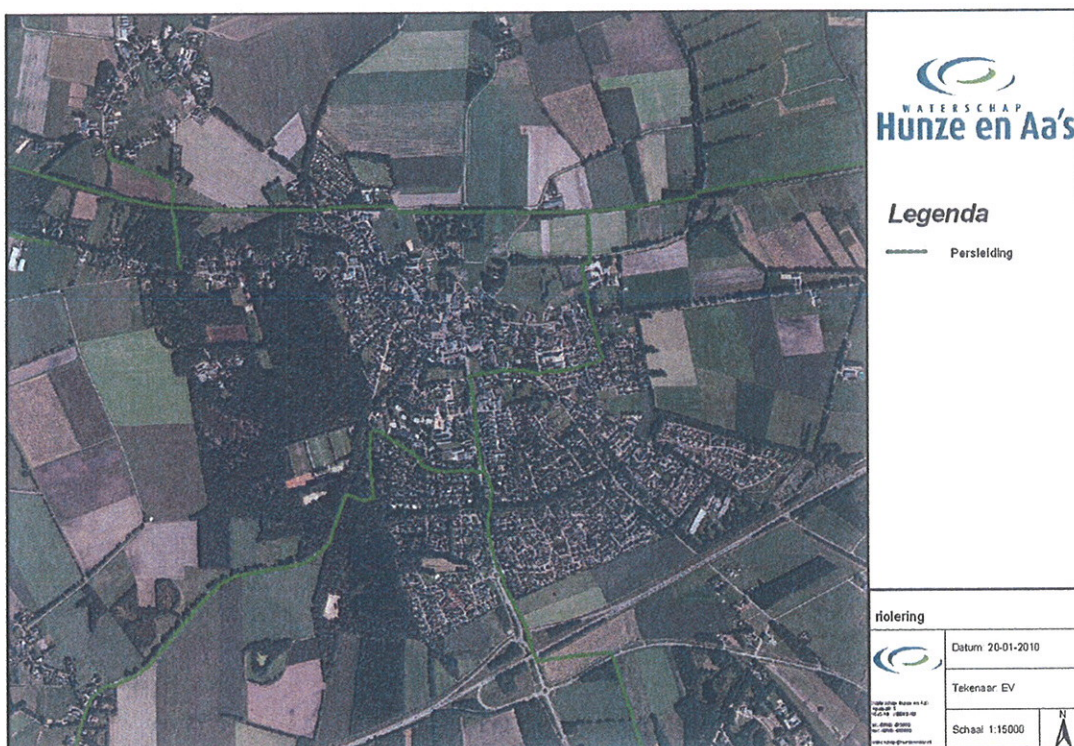 WATERSCHAP
Hunze en Aa's
Legenda
Persleiding
riolering
Datum 20-01-2010
Tekenaar: EV
Schaal 1:15000
N